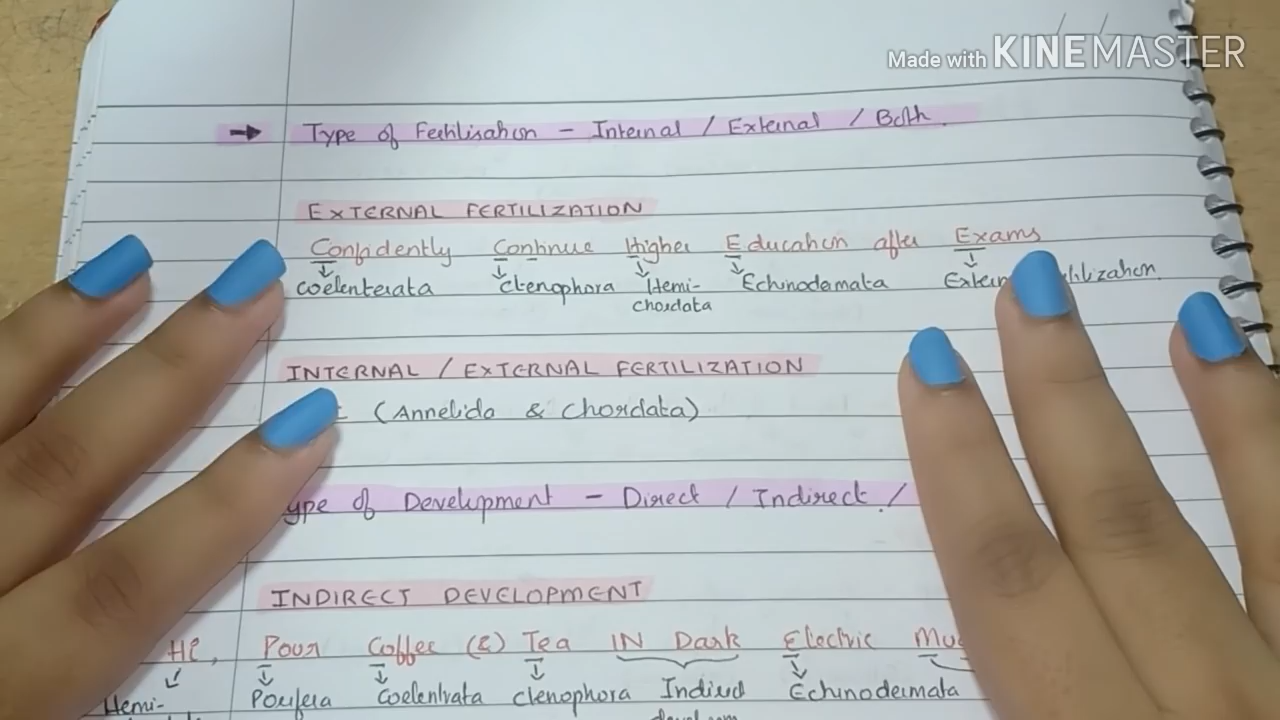 Made with KINEMASTER
→ Type of Fertilisation - Internal / External / Both.
EXTERNAL FERTILIZATION
Confidently Continue Higher Education after Exams
Coelenterata Ctenophora Hemi- Echinodermata
chordata
INTERNAL / EXTERNAL FERTILIZATION
(Annelida & Chordata)
of Development - Direct / Indirect /
INDIRECT DEVELOPMENT
Hi, Pour Coffee (&) Tea IN Dark Electric
Hemi- Porifera Coelentrata Ctenophora Indirect Echinodermata